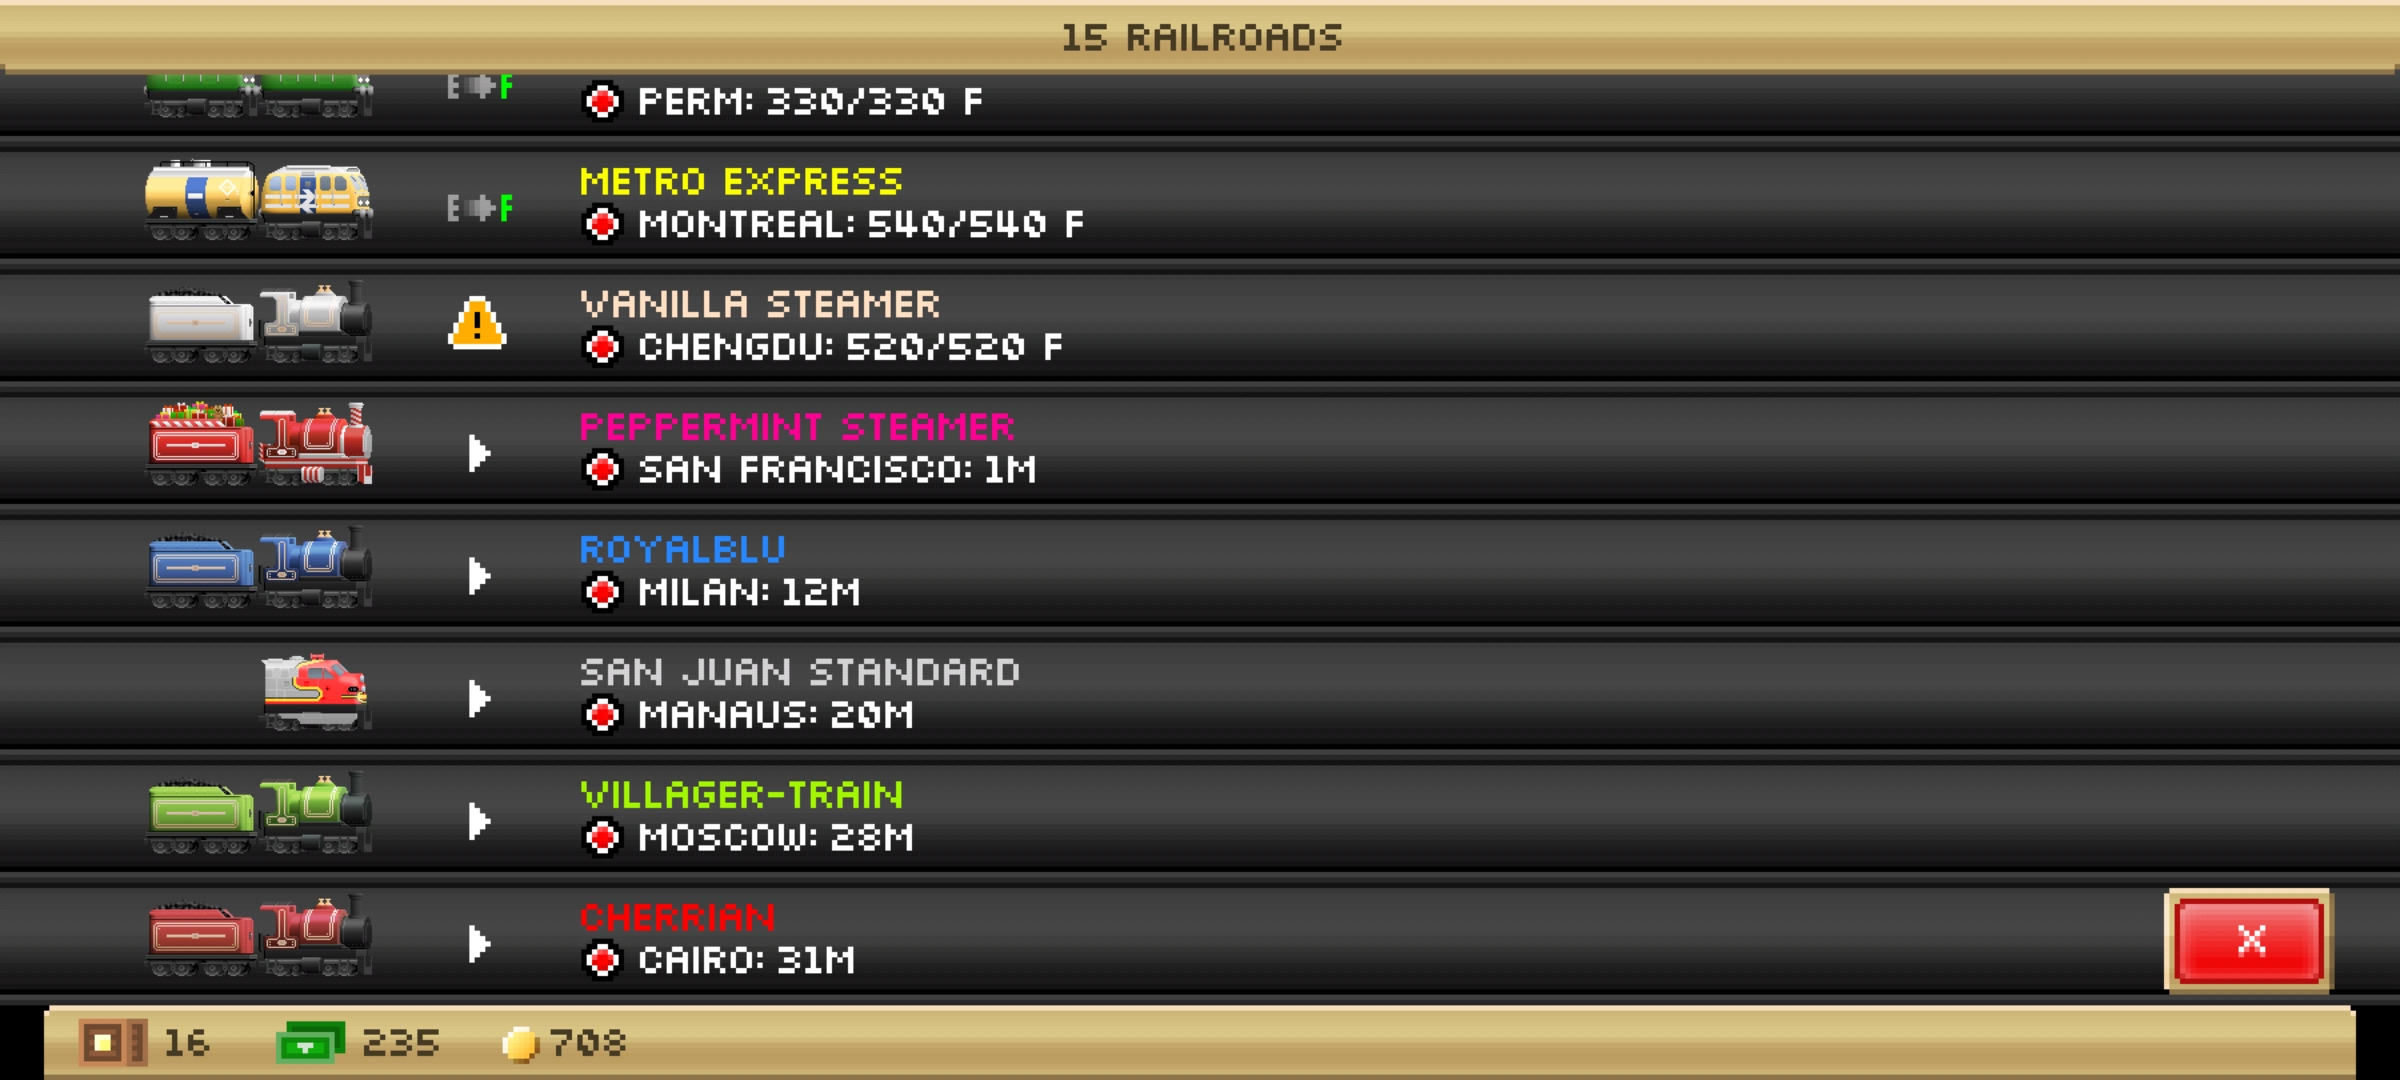 15 RAILROADS
E F PERM: 330/330 F
METRO EXPRESS
E F MONTREAL: 540/540 F
VANILLA STEAMER
! CHENGDU: 520/520 F
PEPPERMINT STEAMER
SAN FRANCISCO: 1M
ROYALBLU
MILAN: 12M
SAN JUAN STANDARD
MANAUS: 20M
VILLAGER-TRAIN
MOSCOW: 28M
CHERRIAN
CAIRO: 31M
X
16 235 708